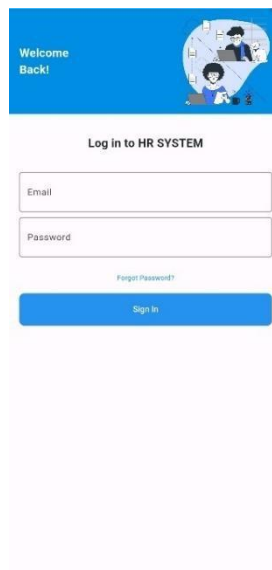 Welcome
Back!
Log in to HR SYSTEM
Email
Password
Forgot Password?
Sign In